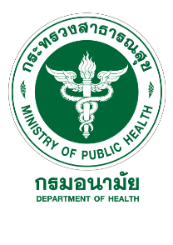 กระทรวงสาธารณสุข
MINISTRY OF PUBLIC HEALTH
กรมอนามัย
DEPARTMENT OF HEALTH